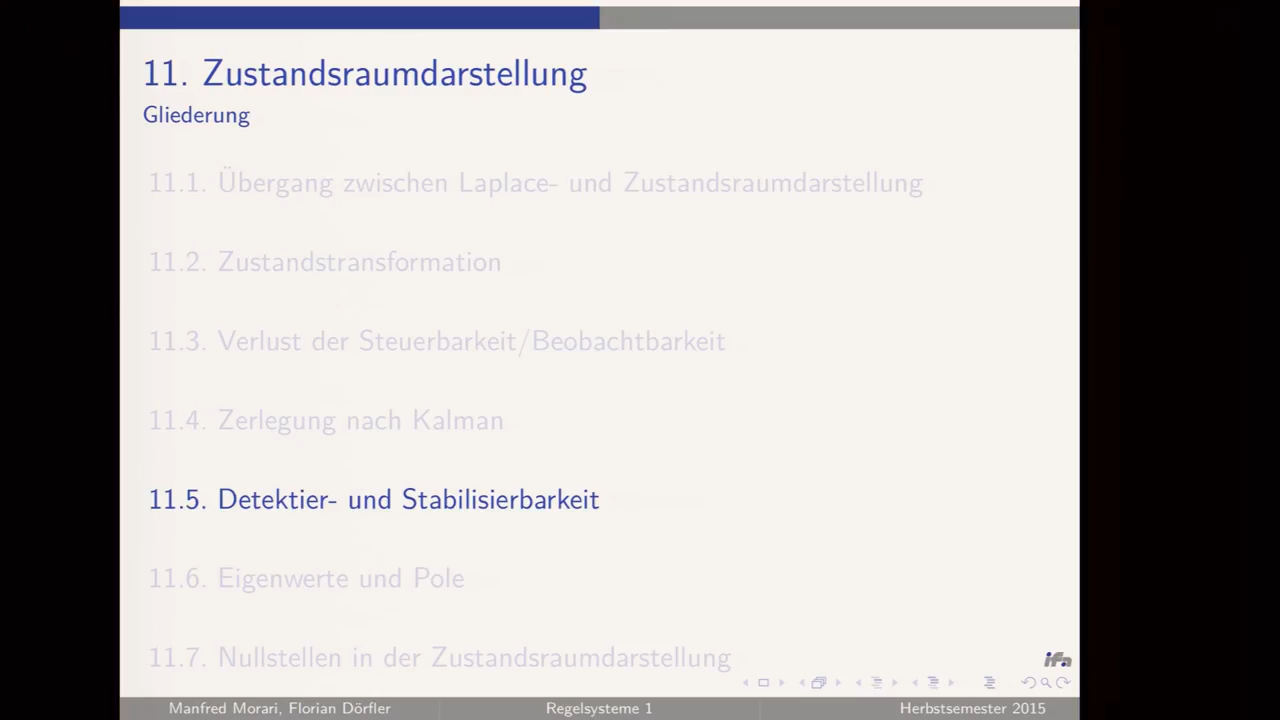 11. Zustandsraumdarstellung
Gliederung
11.1. Übergang zwischen Laplace- und Zustandsraumdarstellung
11.2. Zustandstransformation
11.3. Verlust der Steuerbarkeit/Beobachtbarkeit
11.4. Zerlegung nach Kalman
11.5. Detektier- und Stabilisierbarkeit
11.6. Eigenwerte und Pole
11.7. Nullstellen in der Zustandsraumdarstellung
ifa
Manfred Morari, Florian Dörfler Regelsysteme 1 Herbstsemester 2015